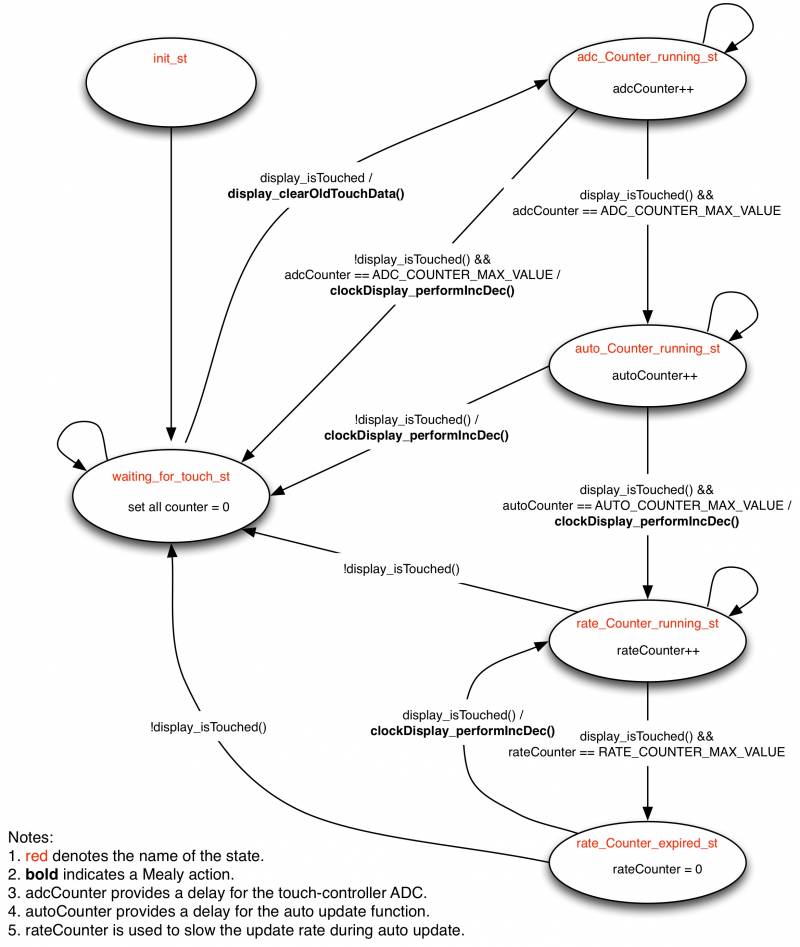 init_st
adc_Counter_running_st
adcCounter++
display_isTouched /
display_clearOldTouchData()
display_isTouched() &&
adcCounter == ADC_COUNTER_MAX_VALUE
!display_isTouched() &&
adcCounter == ADC_COUNTER_MAX_VALUE /
clockDisplay_performIncDec()
auto_Counter_running_st
autoCounter++
!display_isTouched() /
clockDisplay_performIncDec()
waiting_for_touch_st
set all counter = 0
display_isTouched() &&
autoCounter == AUTO_COUNTER_MAX_VALUE /
clockDisplay_performIncDec()
!display_isTouched()
rate_Counter_running_st
rateCounter++
!display_isTouched()
display_isTouched() /
clockDisplay_performIncDec()
display_isTouched() &&
rateCounter == RATE_COUNTER_MAX_VALUE
rate_Counter_expired_st
rateCounter = 0
Notes:
1. red denotes the name of the state.
2. bold indicates a Mealy action.
3. adcCounter provides a delay for the touch-controller ADC.
4. autoCounter provides a delay for the auto update function.
5. rateCounter is used to slow the update rate during auto update.